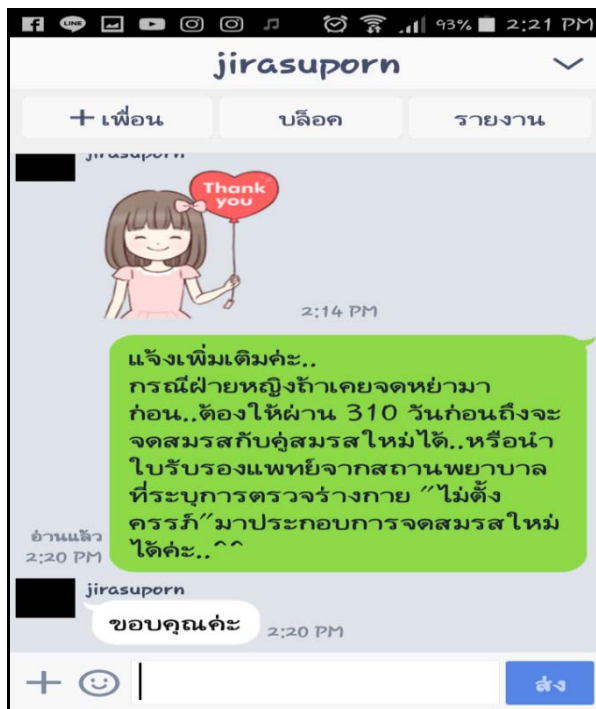 LINE
93% 2:21 PM
jirasuporn
+ เพื่อน
บล็อค
รายงาน
jirasuporn
Thank
you
2:14 PM
แจ้งเพิ่มเติมค่ะ..
กรณีฝ่ายหญิงถ้าเคยจดหย่ามา
ก่อน..ต้องให้ผ่าน 310 วันก่อนถึงจะ
จดสมรสกับคู่สมรสใหม่ได้..หรือนำ
ใบรับรองแพทย์จากสถานพยาบาล
ที่ระบุการตรวจร่างกาย "ไม่ตั้ง
ครรภ์"มาประกอบการจดสมรสใหม่
ได้ค่ะ..^^
อ่านแล้ว
2:20 PM
jirasuporn
ขอบคุณค่ะ
2:20 PM
ส่ง